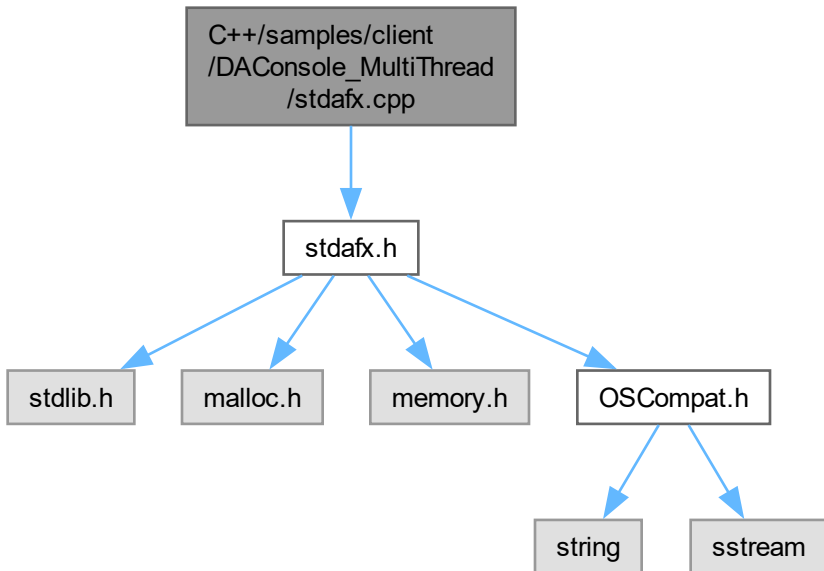 C++/samples/client
/DAConsole_MultiThread
/stdafx.cpp
stdafx.h
stdlib.h
malloc.h
memory.h
OSCompat.h
string
sstream